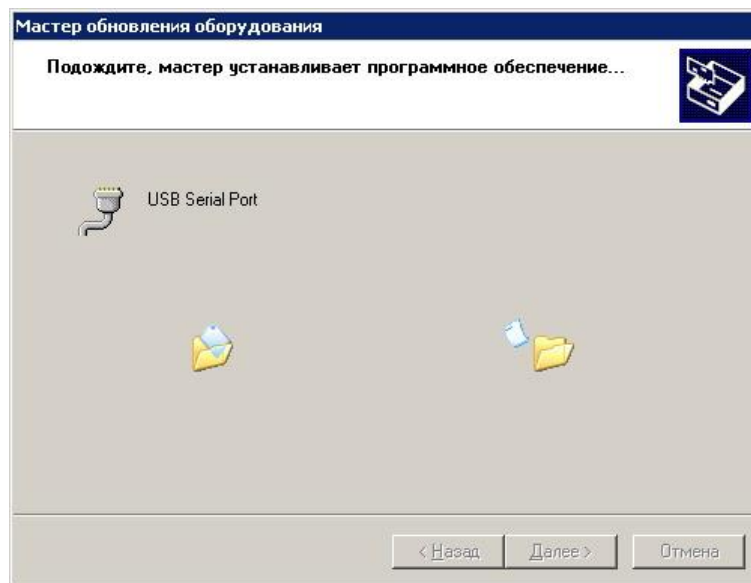 Мастер обновления оборудования
Подождите, мастер устанавливает программное обеспечение...
USB Serial Port
< Назад
Далее >
Отмена